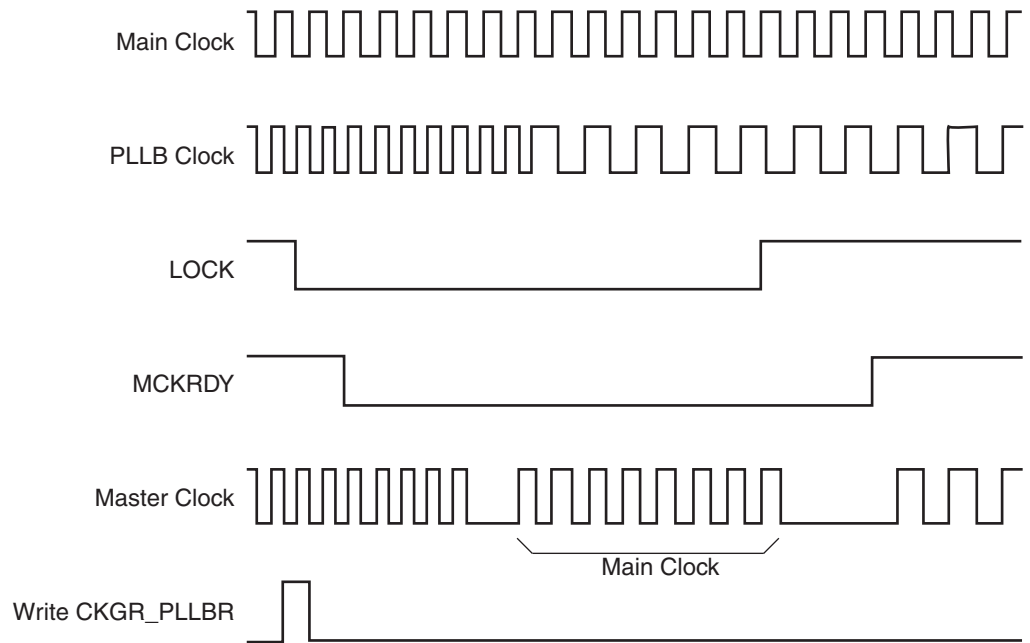 Main Clock
PLLB Clock
LOCK
MCKRDY
Master Clock
Main Clock
Write CKGR_PLLBR